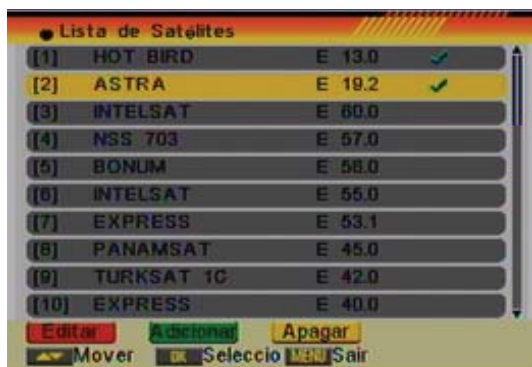 Lista de Satélites
[1] HOT BIRD E 13.0
[2] ASTRA E 19.2
[3] INTELSAT E 60.0
[4] NSS 703 E 57.0
[5] BONUM E 56.0
[6] INTELSAT E 55.0
[7] EXPRESS E 53.1
[8] PANAMSAT E 45.0
[9] TURKSAT 1C E 42.0
[10] EXPRESS E 40.0
Editar Adicionar Apagar
Mover OK Seleccio MENU Sair